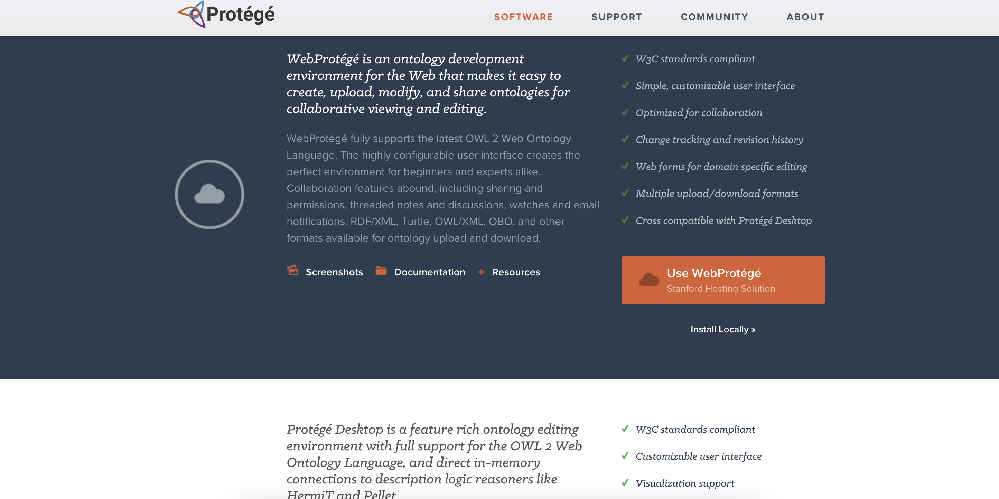 Protégé
SOFTWARE
SUPPORT
COMMUNITY
ABOUT
WebProtégé is an ontology development
environment for the Web that makes it easy to
create, upload, modify, and share ontologies for
collaborative viewing and editing.
WebProtégé fully supports the latest OWL 2 Web Ontology
Language. The highly configurable user interface creates the
perfect environment for beginners and experts alike.
Collaboration features abound, including sharing and
permissions, threaded notes and discussions, watches and email
notifications. RDF/XML, Turtle, OWL/XML, OBO, and other
formats available for ontology upload and download.
Screenshots
Documentation
+ Resources
W3C standards compliant
Simple, customizable user interface
Optimized for collaboration
Change tracking and revision history
Web forms for domain specific editing
Multiple upload/download formats
Cross compatible with Protégé Desktop
Use WebProtégé
Stanford Hosting Solution
Install Locally »
Protégé Desktop is a feature rich ontology editing
environment with full support for the OWL 2 Web
Ontology Language, and direct in-memory
connections to description logic reasoners like
HermiT and Pellet.
W3C standards compliant
Customizable user interface
Visualization support